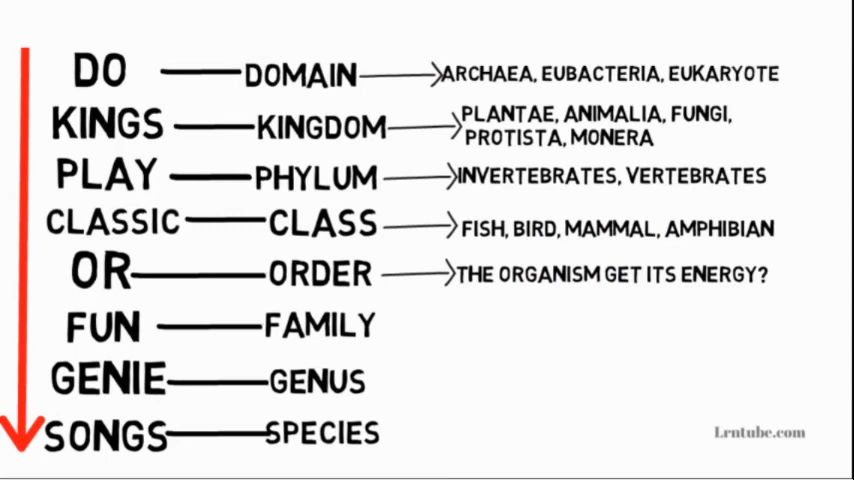 DO DOMAIN ARCHAEA, EUBACTERIA, EUKARYOTE
KINGS KINGDOM PLANTAE, ANIMALIA, FUNGI,
PROTISTA, MONERA
PLAY PHYLUM INVERTEBRATES, VERTEBRATES
CLASSIC CLASS FISH, BIRD, MAMMAL, AMPHIBIAN
OR ORDER THE ORGANISM GET ITS ENERGY?
FUN FAMILY
GENIE GENUS
SONGS SPECIES
Lrntube.com